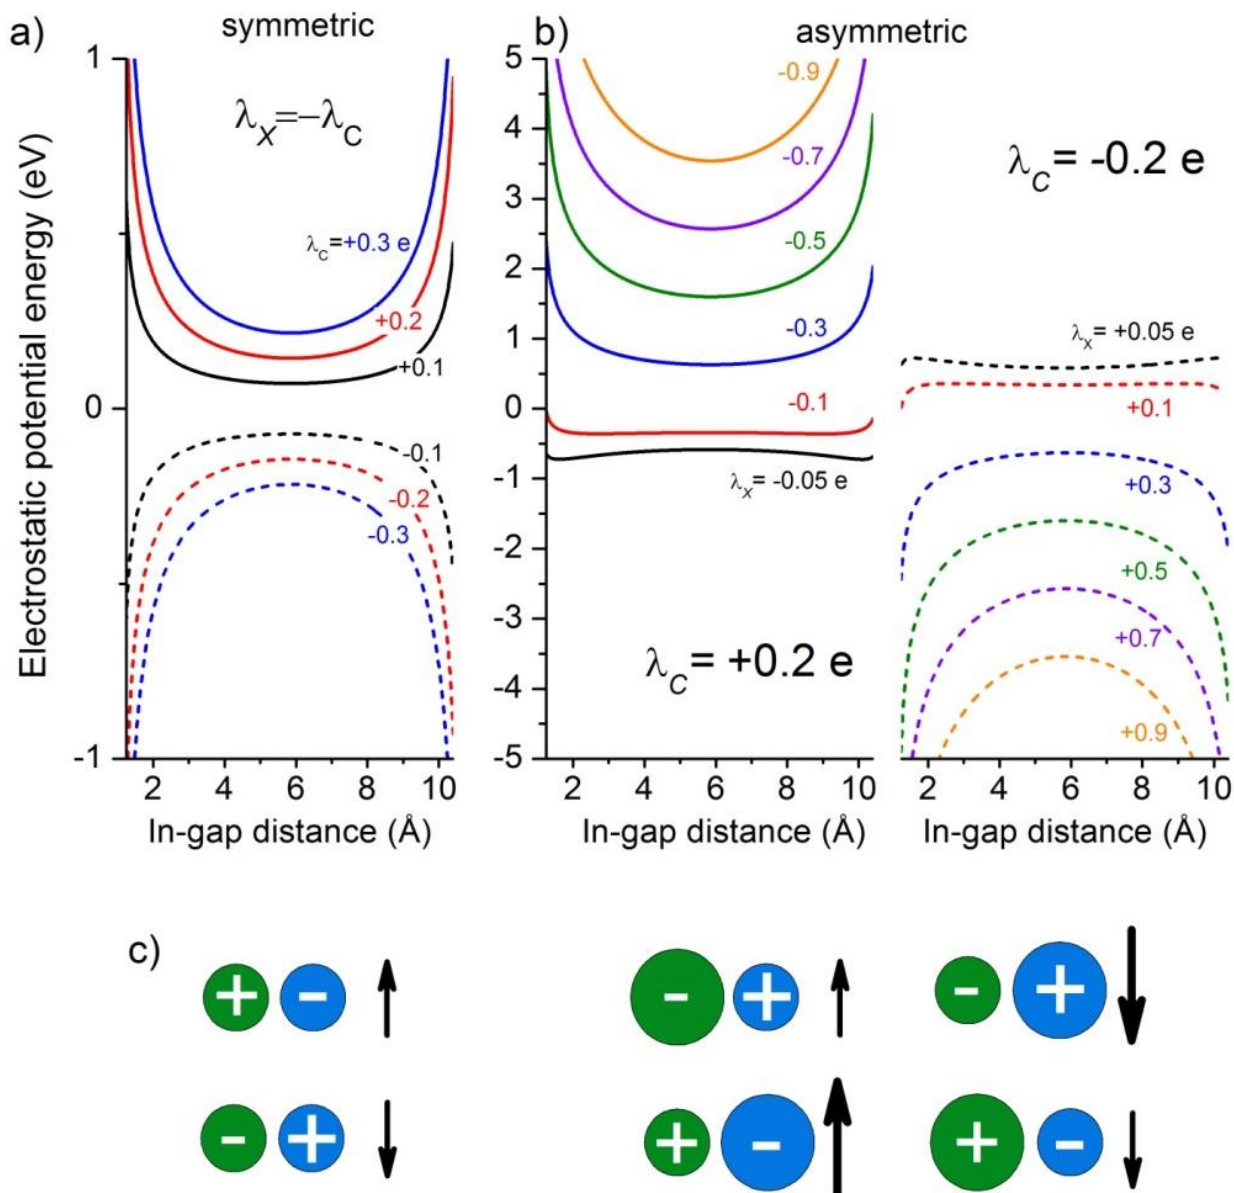 a)
symmetric
b)
asymmetric
Electrostatic potential energy (eV)
1
0
-1
λX=−λC
λC=+0.3 e
+0.2
+0.1
-0.1
-0.2
-0.3
2 4 6 8 10
In-gap distance (Å)
5
4
3
2
1
0
-1
-2
-3
-4
-5
-0.9
-0.7
-0.5
-0.3
-0.1
λX= -0.05 e
λC= +0.2 e
2 4 6 8 10
In-gap distance (Å)
λC= -0.2 e
λX= +0.05 e
+0.1
+0.3
+0.5
+0.7
+0.9
2 4 6 8 10
In-gap distance (Å)
c)
+ -
- +
- +
+ -
- +
+ -